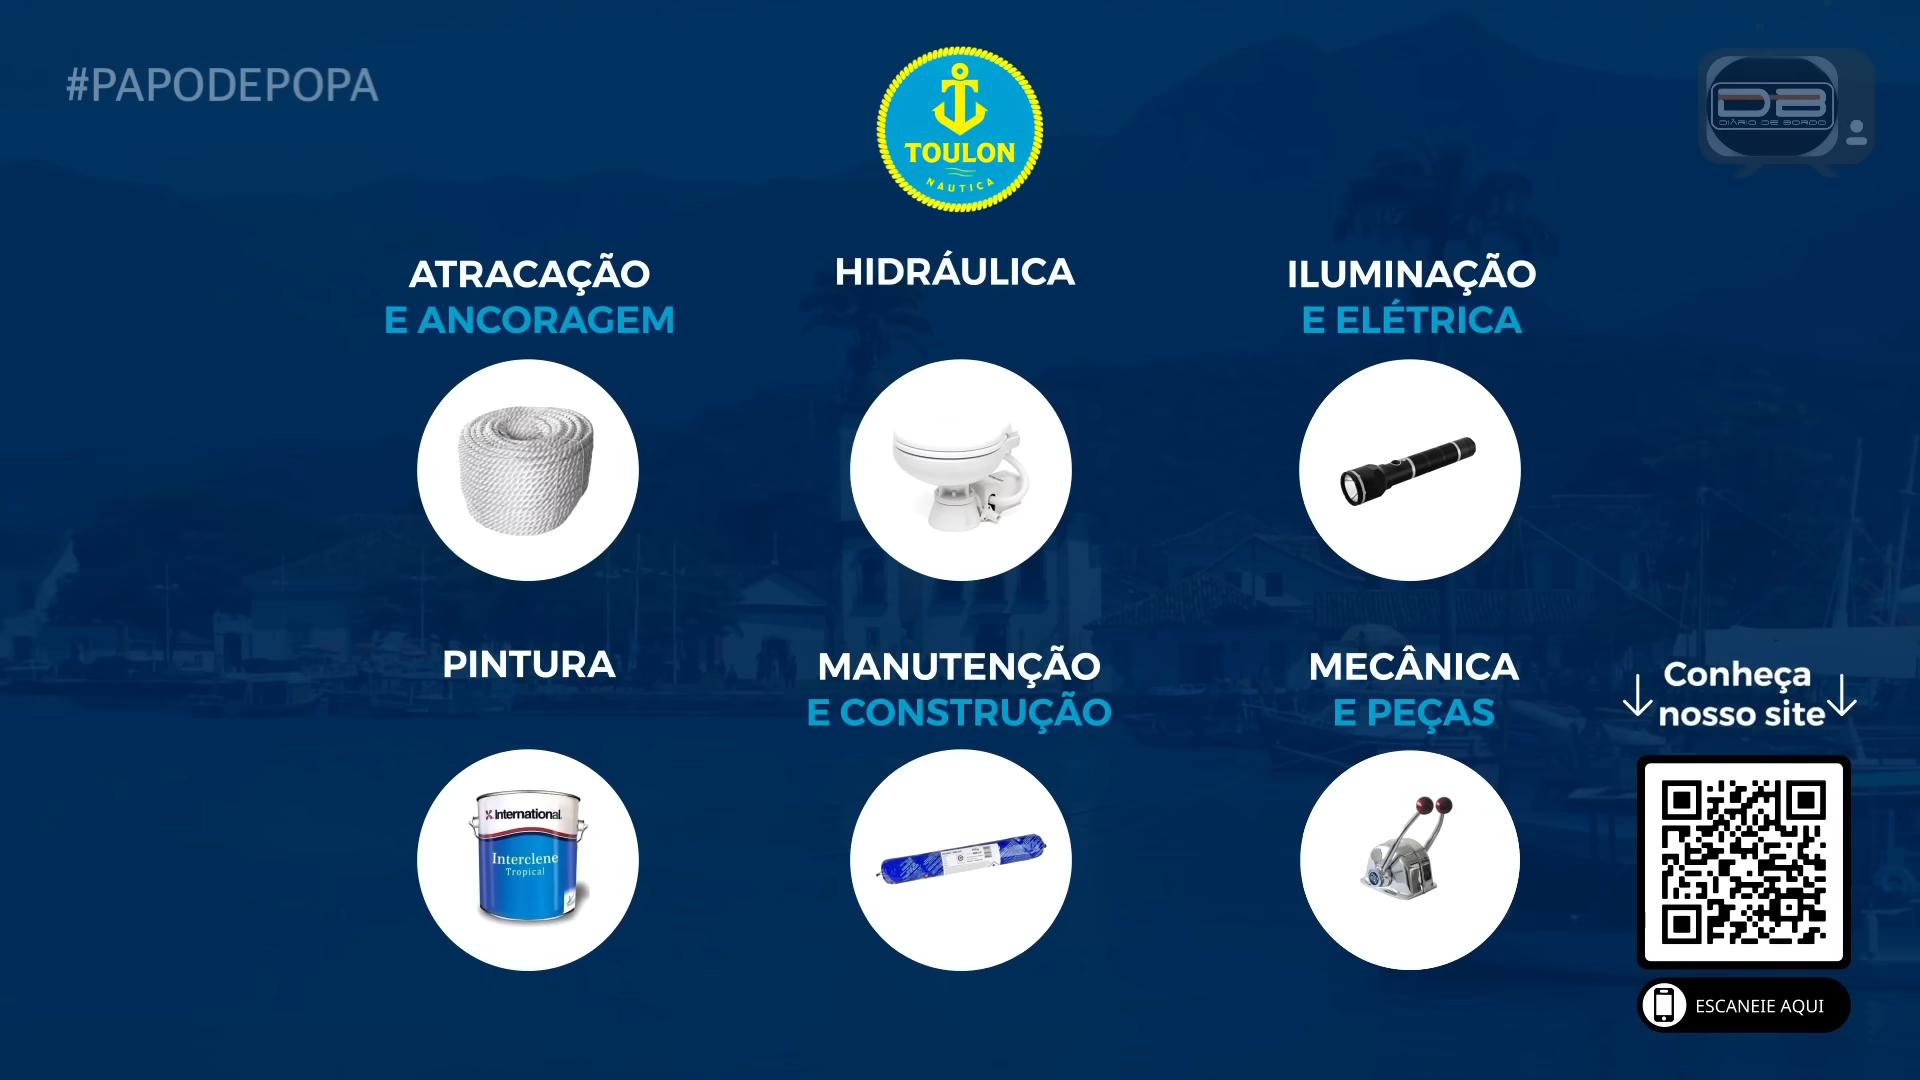 #PAPODEPOPA
TOULON
NÁUTICA
DB
DIÁRIO DE BORDO
ATRACAÇÃO
E ANCORAGEM
HIDRÁULICA
ILUMINAÇÃO
E ELÉTRICA
PINTURA
MANUTENÇÃO
E CONSTRUÇÃO
MECÂNICA
E PEÇAS
International
Interclene
Tropical
Conheça
nosso site
ESCANEIE AQUI